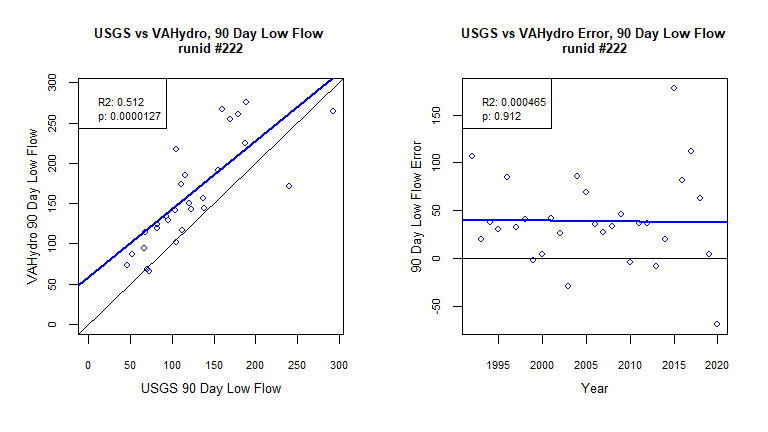 USGS vs VAHydro, 90 Day Low Flow
runid #222
R2: 0.512
p: 0.0000127
VAHydro 90 Day Low Flow
300
250
200
150
100
50
0
0 50 100 150 200 250 300
USGS 90 Day Low Flow
USGS vs VAHydro Error, 90 Day Low Flow
runid #222
R2: 0.000465
p: 0.912
90 Day Low Flow Error
150
100
50
0
-50
1995 2000 2005 2010 2015 2020
Year